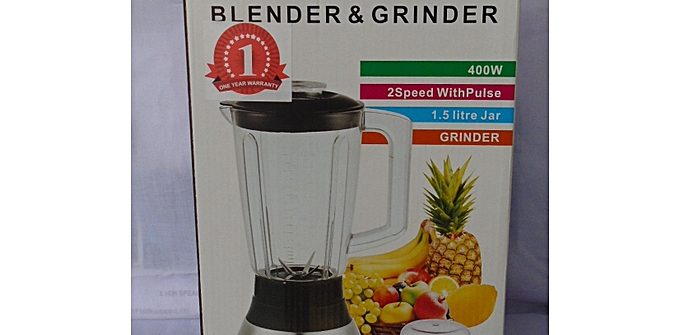 BLENDER & GRINDER
1
ONE YEAR WARRANTY
400W
2Speed WithPulse
1.5 litre Jar
GRINDER